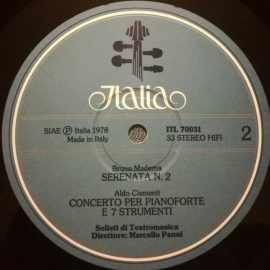 Italia
SIAE Ⓟ Italia 1978
Made in Italy
ITL 70031
33 STEREO HIFI
2
Bruno Maderna
SERENATA N. 2
Aldo Clementi
CONCERTO PER PIANOFORTE
E 7 STRUMENTI
Solisti di Teatromusica
Direttore: Marcello Panni